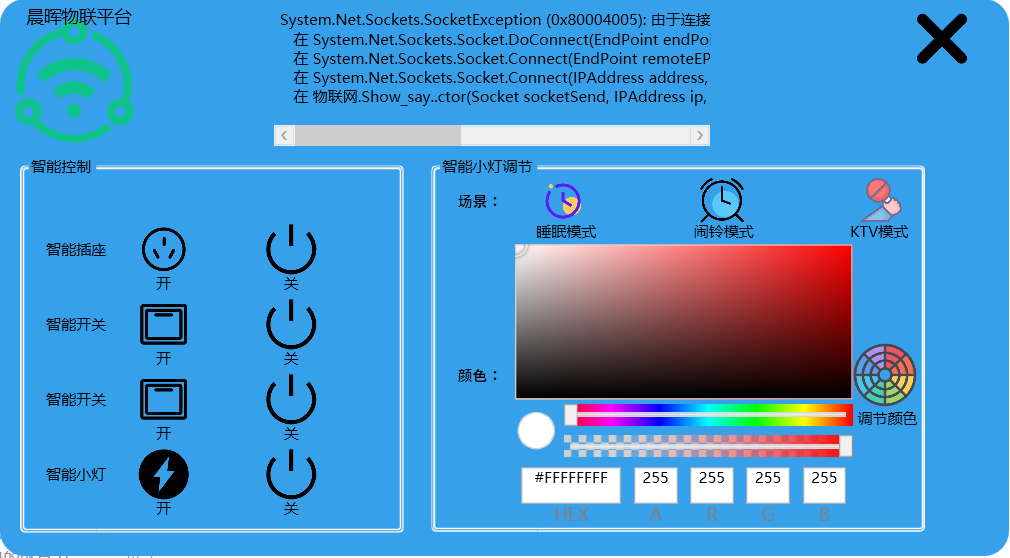 晨晖物联平台
System.Net.Sockets.SocketException (0x80004005): 由于连接
在 System.Net.Sockets.Socket.DoConnect(EndPoint endPoi
在 System.Net.Sockets.Socket.Connect(EndPoint remoteEP
在 System.Net.Sockets.Socket.Connect(IPAddress address,
在 物联网.Show_say..ctor(Socket socketSend, IPAddress ip,
智能控制
智能插座
开
关
智能开关
开
关
智能开关
开
关
智能小灯
开
关
智能小灯调节
场景：
睡眠模式
闹铃模式
KTV模式
颜色：
调节颜色
#FFFFFFFF
255
255
255
255
HEX
A
R
G
B